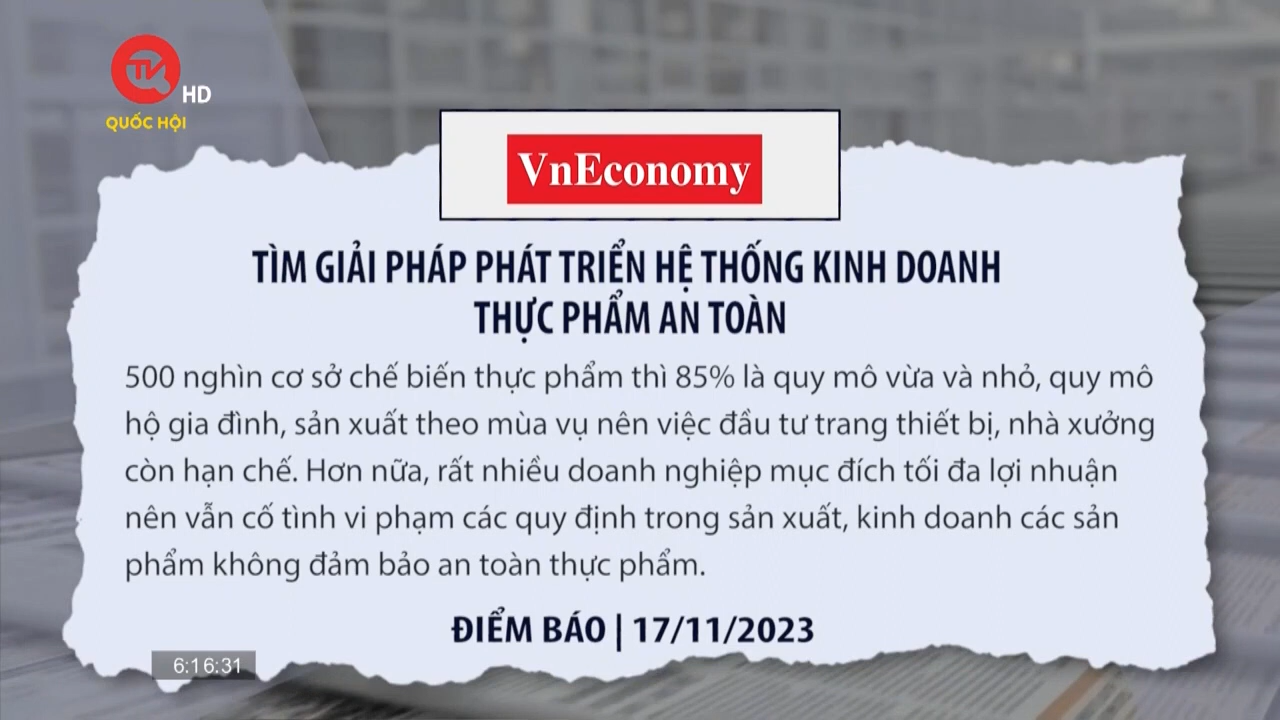 HD
QUỐC HỘI
VnEconomy
TÌM GIẢI PHÁP PHÁT TRIỂN HỆ THỐNG KINH DOANH
THỰC PHẨM AN TOÀN
500 nghìn cơ sở chế biến thực phẩm thì 85% là quy mô vừa và nhỏ, quy mô
hộ gia đình, sản xuất theo mùa vụ nên việc đầu tư trang thiết bị, nhà xưởng
còn hạn chế. Hơn nữa, rất nhiều doanh nghiệp mục đích tối đa lợi nhuận
nên vẫn cố tình vi phạm các quy định trong sản xuất, kinh doanh các sản
phẩm không đảm bảo an toàn thực phẩm.
ĐIỂM BÁO | 17/11/2023
6:16:31